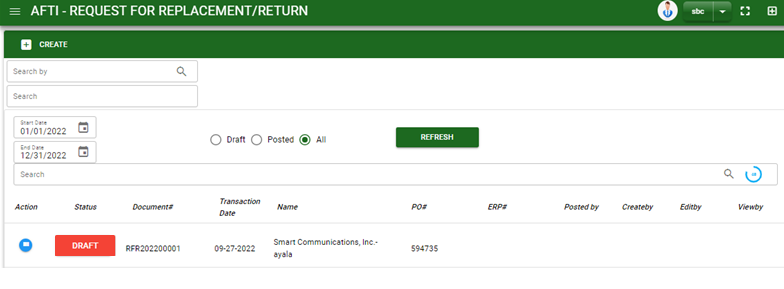 AFTI - REQUEST FOR REPLACEMENT/RETURN
sbc
CREATE
Search by
Search
Start Date
01/01/2022
End Date
12/31/2022
Draft Posted All
REFRESH
Search
Action Status Document# Transaction Date Name PO# ERP# Posted by Createby Editby Viewby
DRAFT RFR202200001 09-27-2022 Smart Communications, Inc.- 594735
ayala